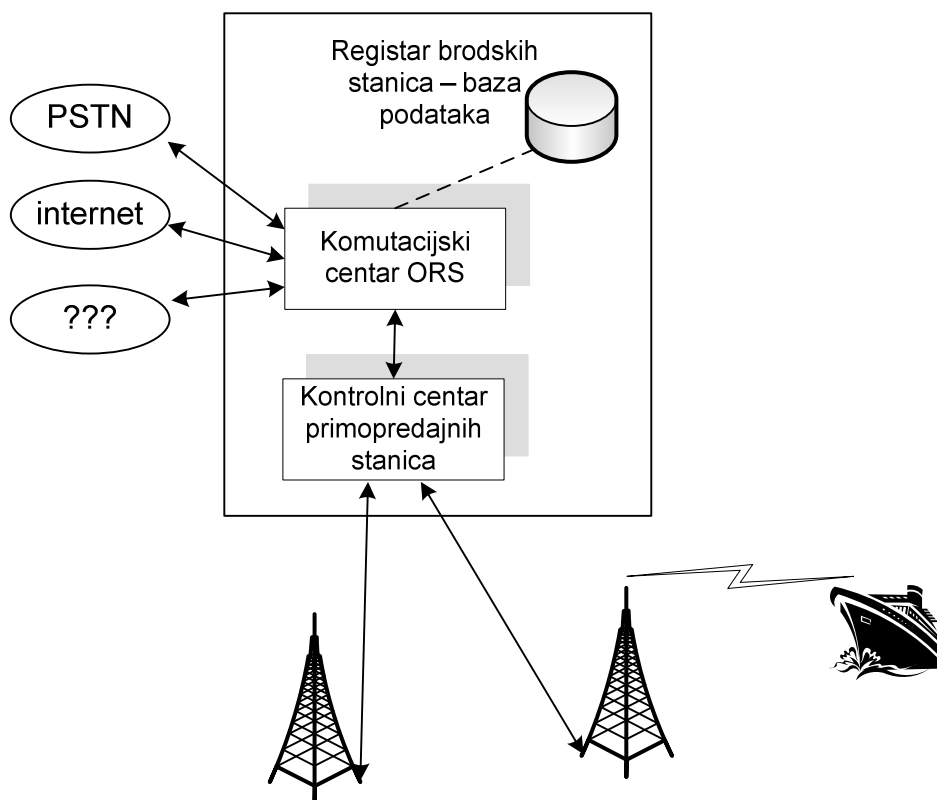 Registar brodskih
stanica – baza
podataka
PSTN
internet
???
Komutacijski
centar ORS
Kontrolni centar
primopredajnih
stanica